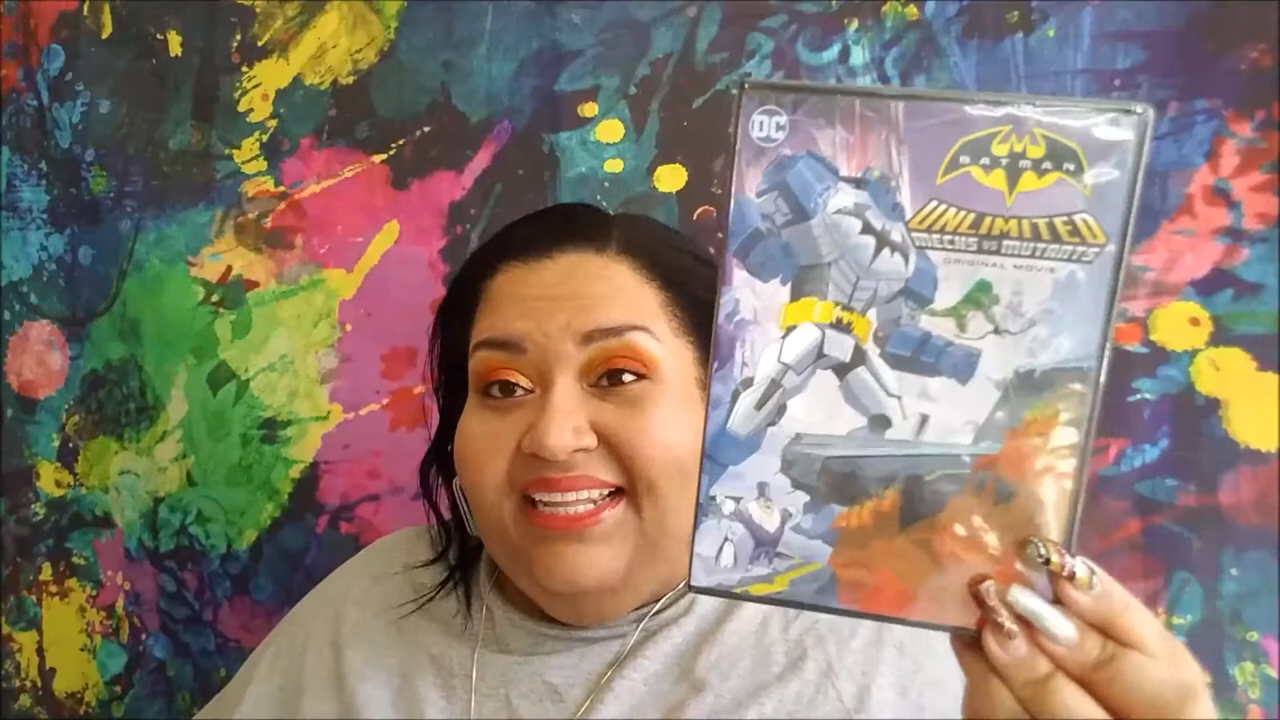 DC
BATMAN
UNLIMITED
MECHS VS MUTANTS
ORIGINAL MOVIE